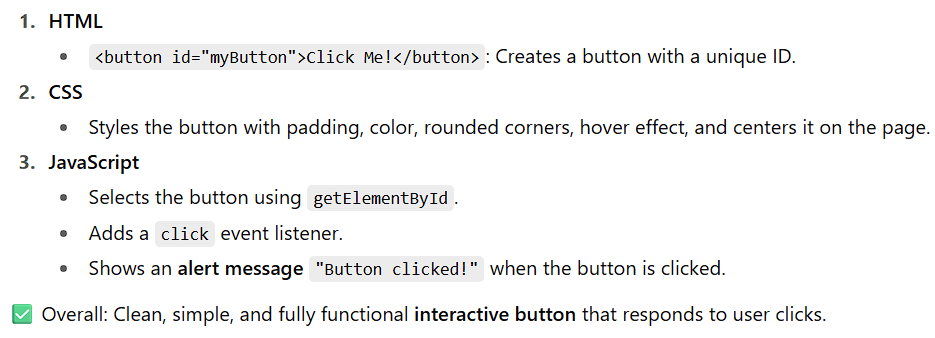 1. HTML
• <button id="myButton">Click Me!</button>: Creates a button with a unique ID.
2. CSS
• Styles the button with padding, color, rounded corners, hover effect, and centers it on the page.
3. JavaScript
• Selects the button using getElementById.
• Adds a click event listener.
• Shows an alert message "Button clicked!" when the button is clicked.
✅ Overall: Clean, simple, and fully functional interactive button that responds to user clicks.